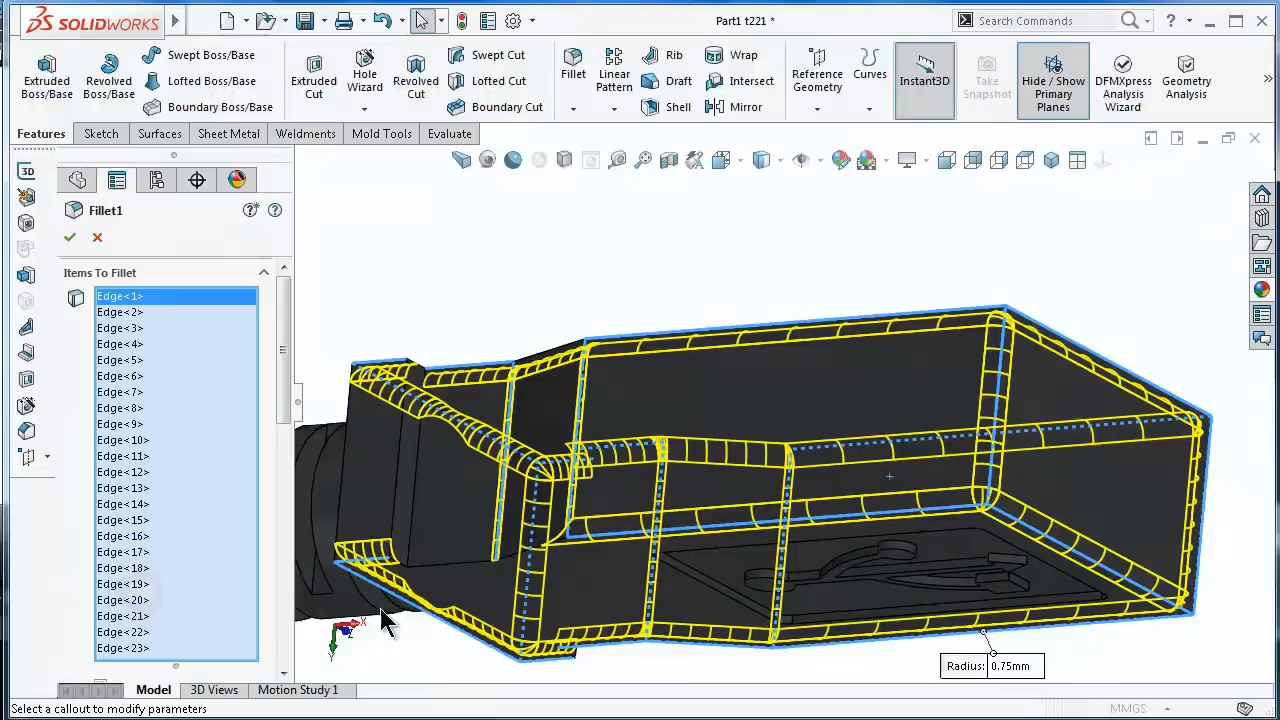 SOLIDWORKS
Part1 t221 *
Search Commands
Extruded Boss/Base
Revolved Boss/Base
Swept Boss/Base
Lofted Boss/Base
Boundary Boss/Base
Extruded Cut
Hole Wizard
Revolved Cut
Swept Cut
Lofted Cut
Boundary Cut
Fillet
Linear Pattern
Rib
Draft
Shell
Wrap
Intersect
Mirror
Reference Geometry
Curves
Instant3D
Take Snapshot
Hide / Show Primary Planes
DFMXpress Analysis Wizard
Geometry Analysis
Features
Sketch
Surfaces
Sheet Metal
Weldments
Mold Tools
Evaluate
3D
Fillet1
Items To Fillet
Edge<1>
Edge<2>
Edge<3>
Edge<4>
Edge<5>
Edge<6>
Edge<7>
Edge<8>
Edge<9>
Edge<10>
Edge<11>
Edge<12>
Edge<13>
Edge<14>
Edge<15>
Edge<16>
Edge<17>
Edge<18>
Edge<19>
Edge<20>
Edge<21>
Edge<22>
Edge<23>
X
Radius: 0.75mm
Model
3D Views
Motion Study 1
Select a callout to modify parameters
MMGS